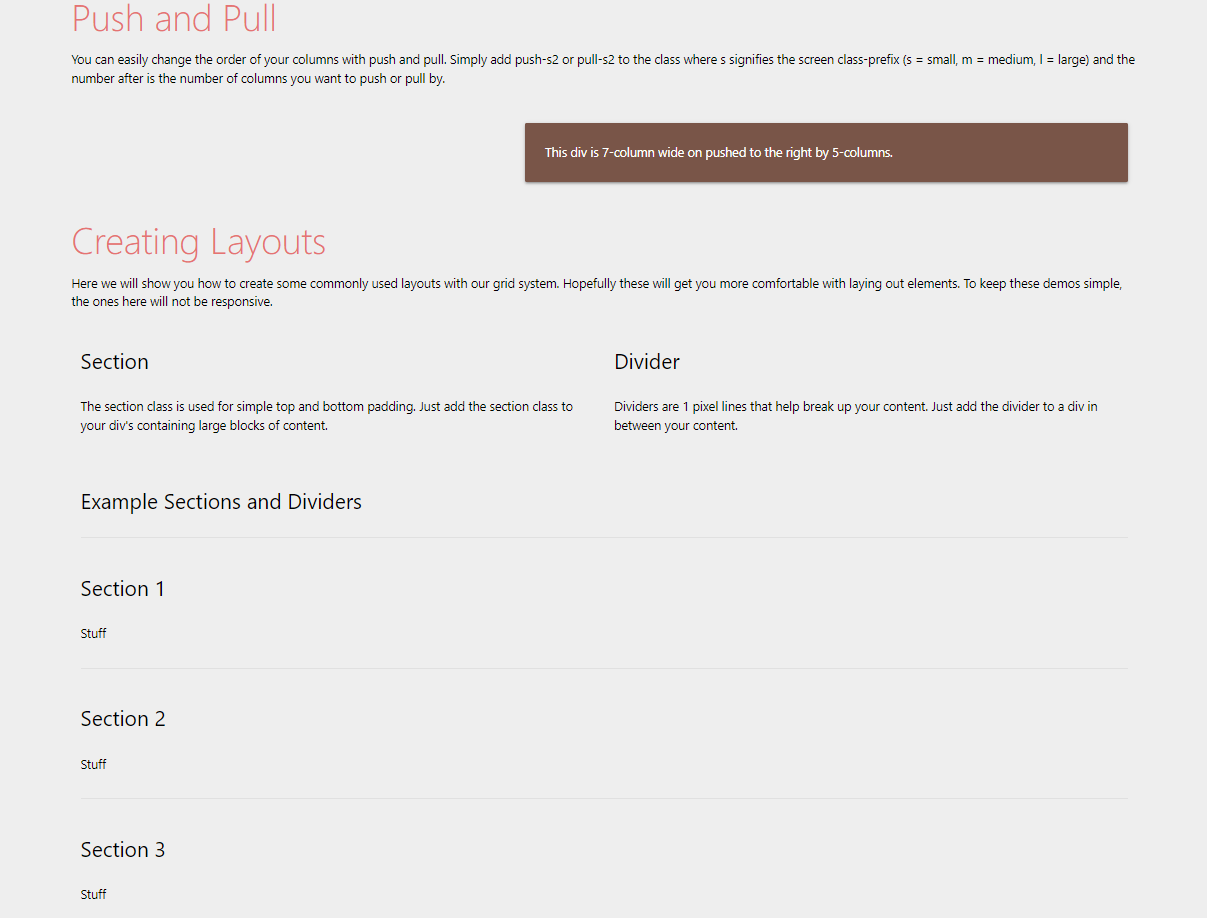 Push and Pull
You can easily change the order of your columns with push and pull. Simply add push-s2 or pull-s2 to the class where s signifies the screen class-prefix (s = small, m = medium, l = large) and the
number after is the number of columns you want to push or pull by.
This div is 7-column wide on pushed to the right by 5-columns.
Creating Layouts
Here we will show you how to create some commonly used layouts with our grid system. Hopefully these will get you more comfortable with laying out elements. To keep these demos simple,
the ones here will not be responsive.
Section
The section class is used for simple top and bottom padding. Just add the section class to
your div's containing large blocks of content.
Divider
Dividers are 1 pixel lines that help break up your content. Just add the divider to a div in
between your content.
Example Sections and Dividers
Section 1
Stuff
Section 2
Stuff
Section 3
Stuff